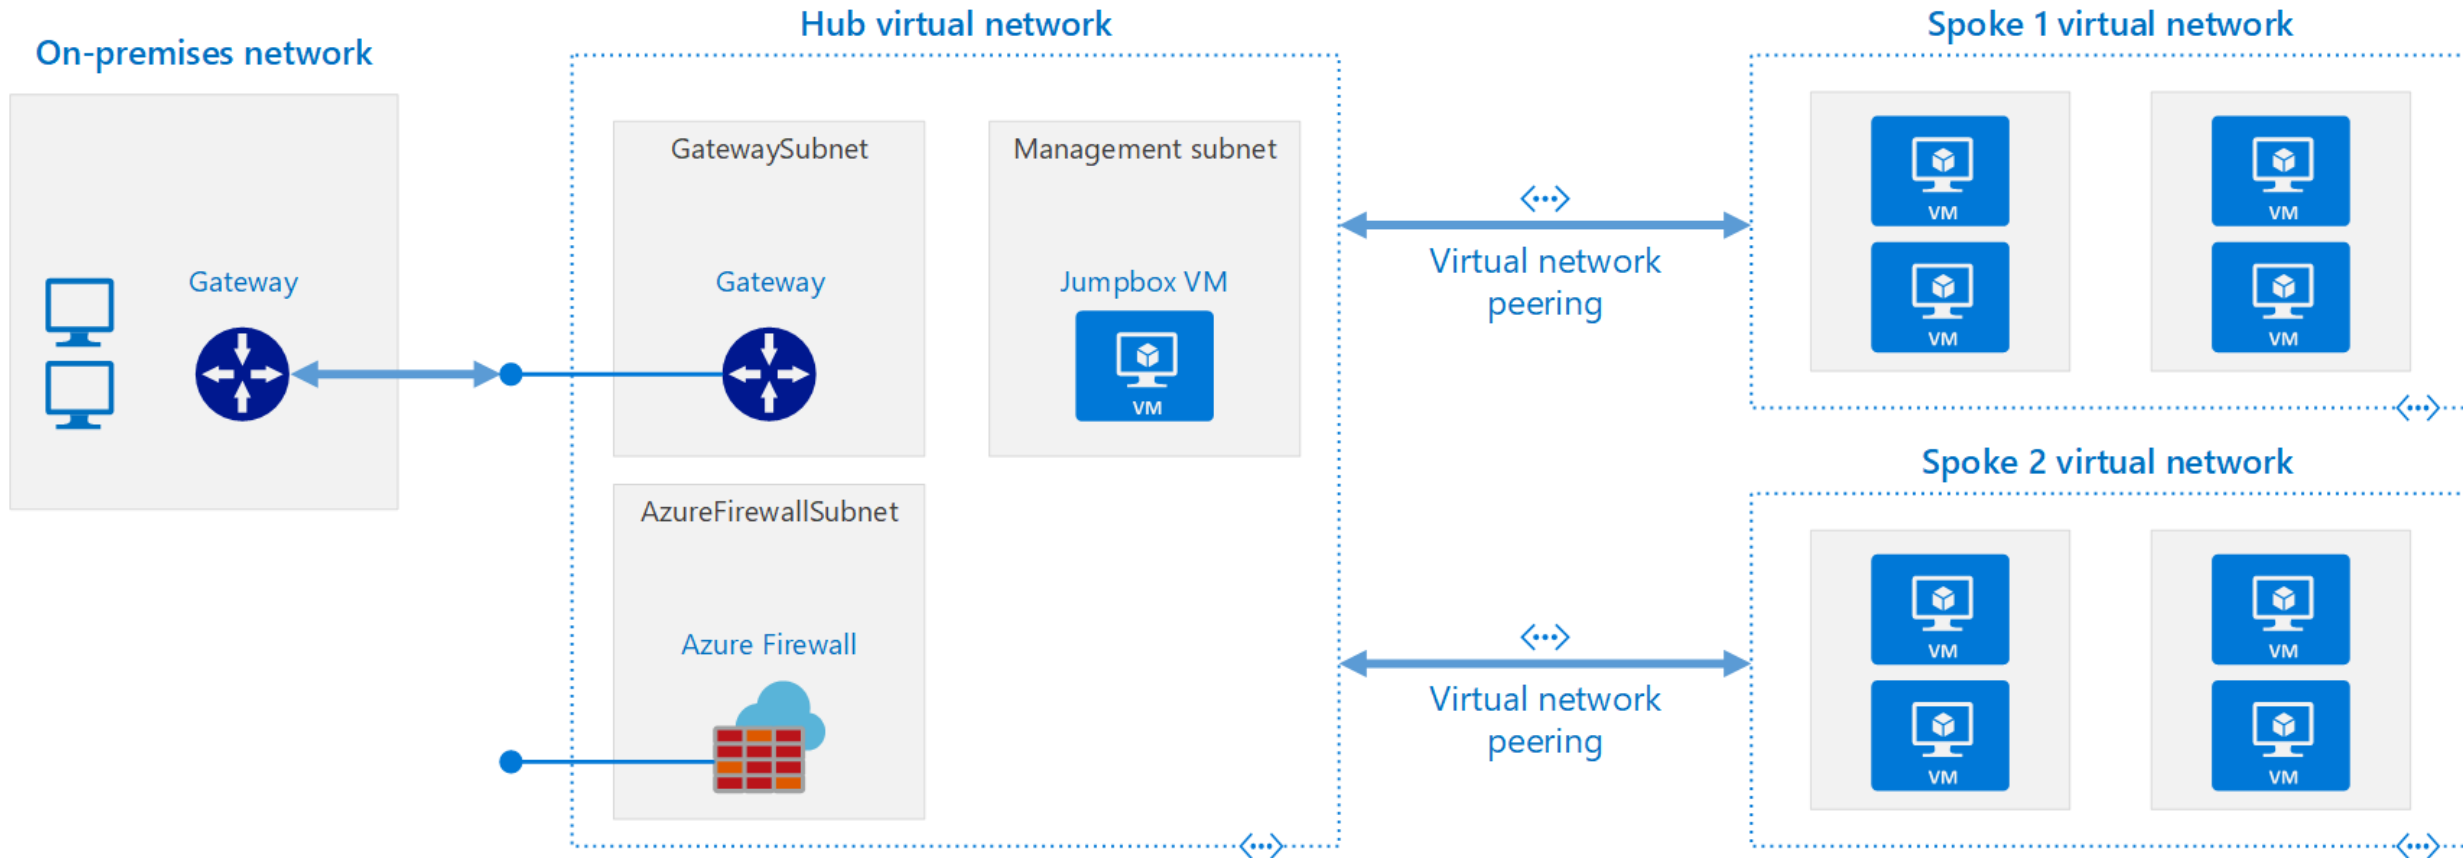 On-premises network
Gateway
Hub virtual network
GatewaySubnet
Gateway
Management subnet
Jumpbox VM
VM
AzureFirewallSubnet
Azure Firewall
Virtual network
peering
Virtual network
peering
Spoke 1 virtual network
VM
VM
VM
VM
Spoke 2 virtual network
VM
VM
VM
VM